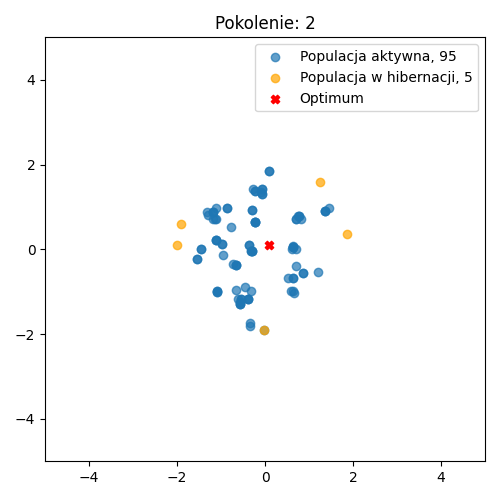 Pokolenie: 2
Populacja aktywna, 95
Populacja w hibernacji, 5
Optimum
4
2
0
−2
−4
−4 −2 0 2 4